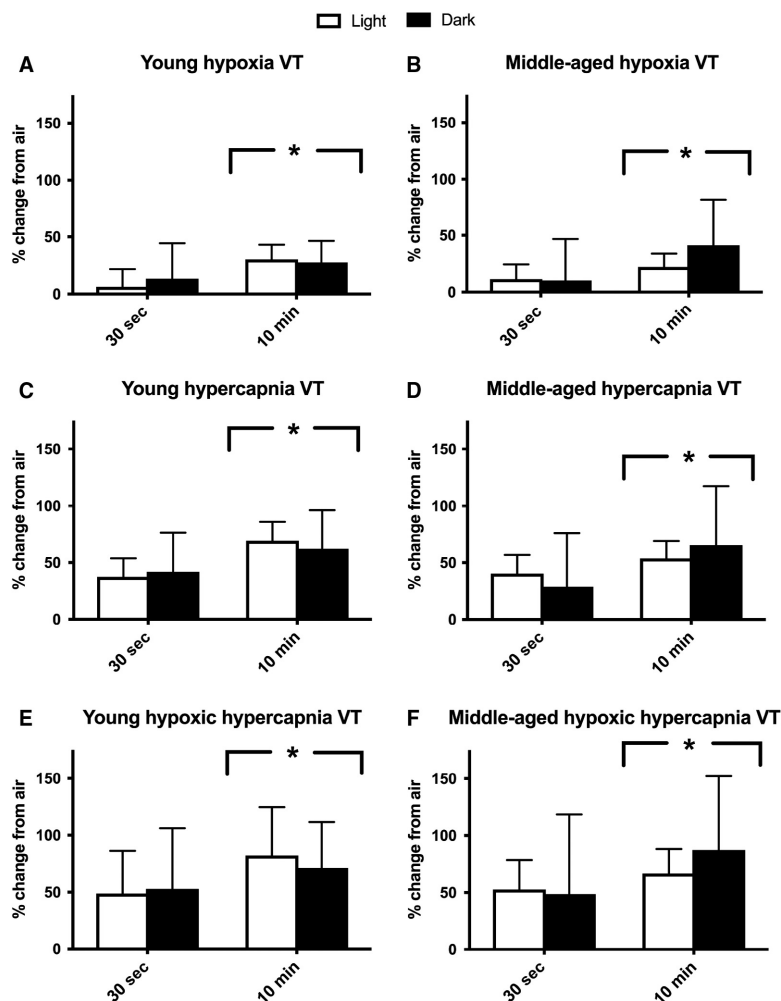 Light Dark
A Young hypoxia VT
% change from air
150
100
50
0
*
30 sec
10 min
B Middle-aged hypoxia VT
% change from air
150
100
50
0
*
30 sec
10 min
C Young hypercapnia VT
% change from air
150
100
50
0
*
30 sec
10 min
D Middle-aged hypercapnia VT
% change from air
150
100
50
0
*
30 sec
10 min
E Young hypoxic hypercapnia VT
% change from air
150
100
50
0
*
30 sec
10 min
F Middle-aged hypoxic hypercapnia VT
% change from air
150
100
50
0
*
30 sec
10 min